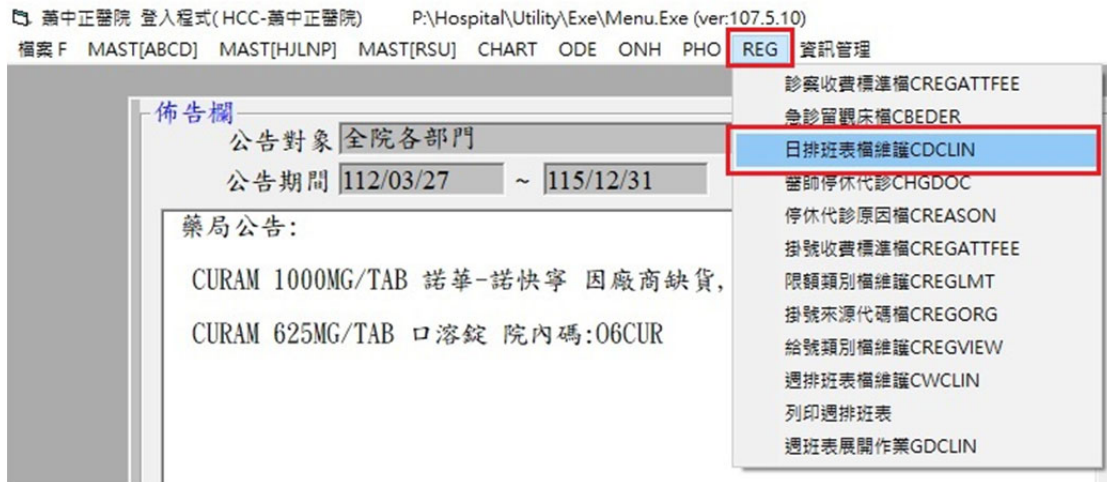 蕭中正醫院 登入程式(HCC-蕭中正醫院) P:\Hospital\Utility\Exe\Menu.Exe (ver:107.5.10)
檔案 F MAST[ABCD] MAST[HJLNP] MAST[RSU] CHART ODE ONH PHO REG 資訊管理
診察收費標準檔CREGATTFEE
急診留觀床檔CBEDER
日排班表檔維護CDCLIN
醫師停休代診CHGDOC
停休代診原因檔CREASON
掛號收費標準檔CREGATTFEE
限額類別檔維護CREGLMT
掛號來源代碼檔CREGORG
給號類別檔維護CREGVIEW
週排班表檔維護CWCLIN
列印週排班表
週班表展開作業GDCLIN
佈告欄
公告對象 全院各部門
公告期間 112/03/27 ~ 115/12/31
藥局公告:
CURAM 1000MG/TAB 諾華-諾快寧 因廠商缺貨,
CURAM 625MG/TAB 口溶錠 院內碼:O6CUR